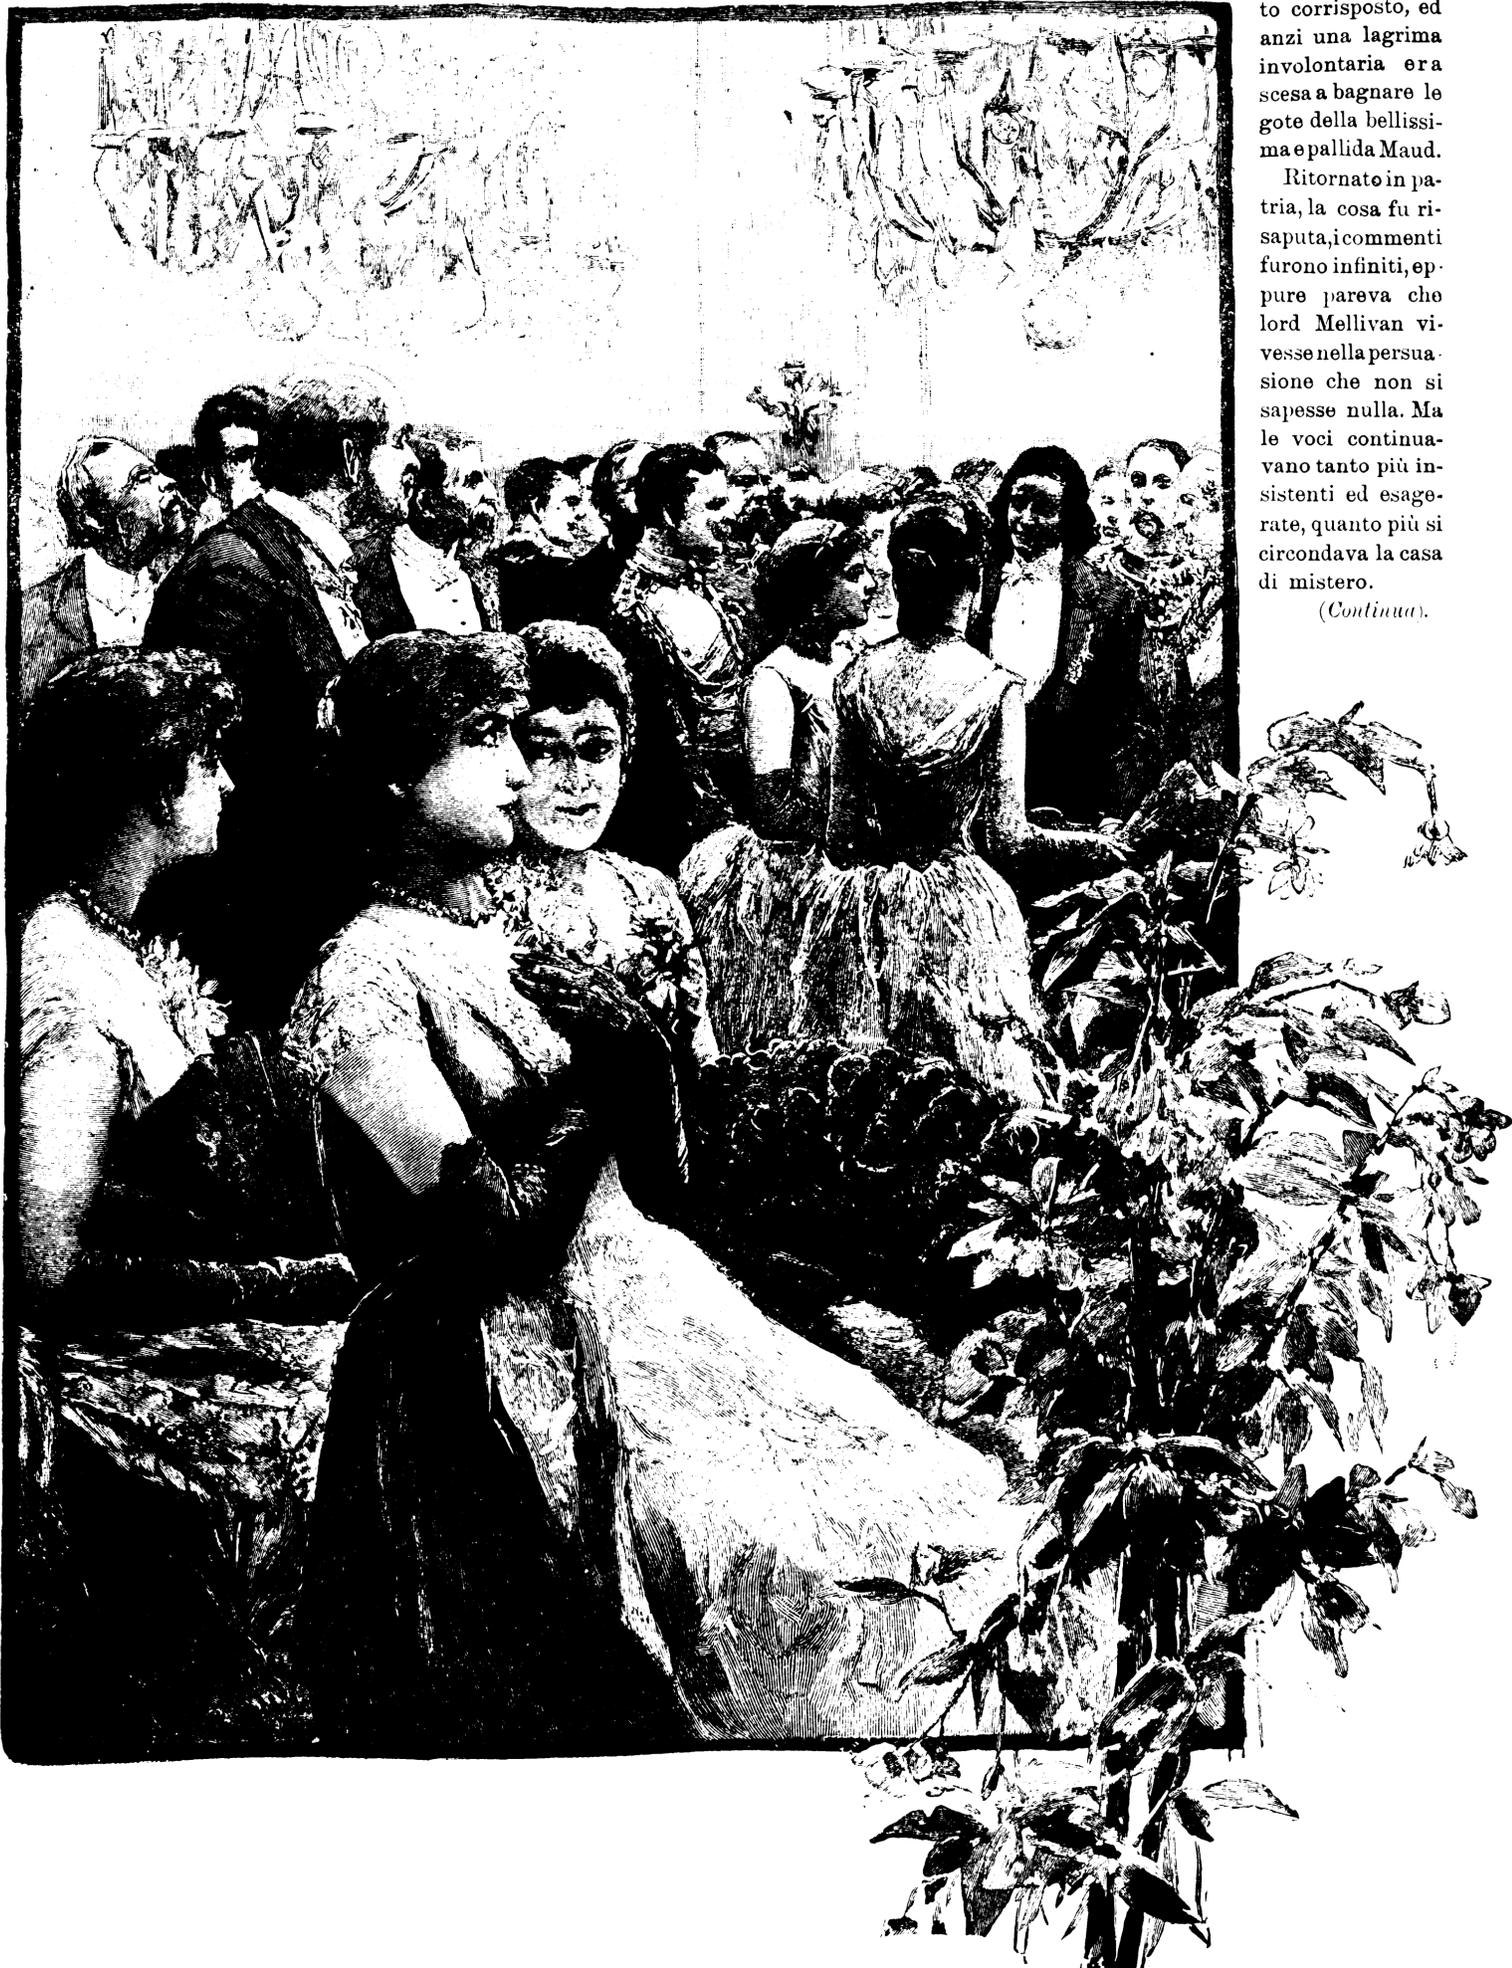 to corrisposto, ed
anzi una lagrima
involontaria era
scesa a bagnare le
gote della bellissi-
ma e pallida Maud.
Ritornato in pa-
tria, la cosa fu ri-
saputa, i commenti
furono infiniti, ep-
pure pareva che
lord Mellivan vi-
vesse nella persua-
sione che non si
sapesse nulla. Ma
le voci continua-
vano tanto più in-
sistenti ed esage-
rate, quanto più si
circondava la casa
di mistero.
(Continua).